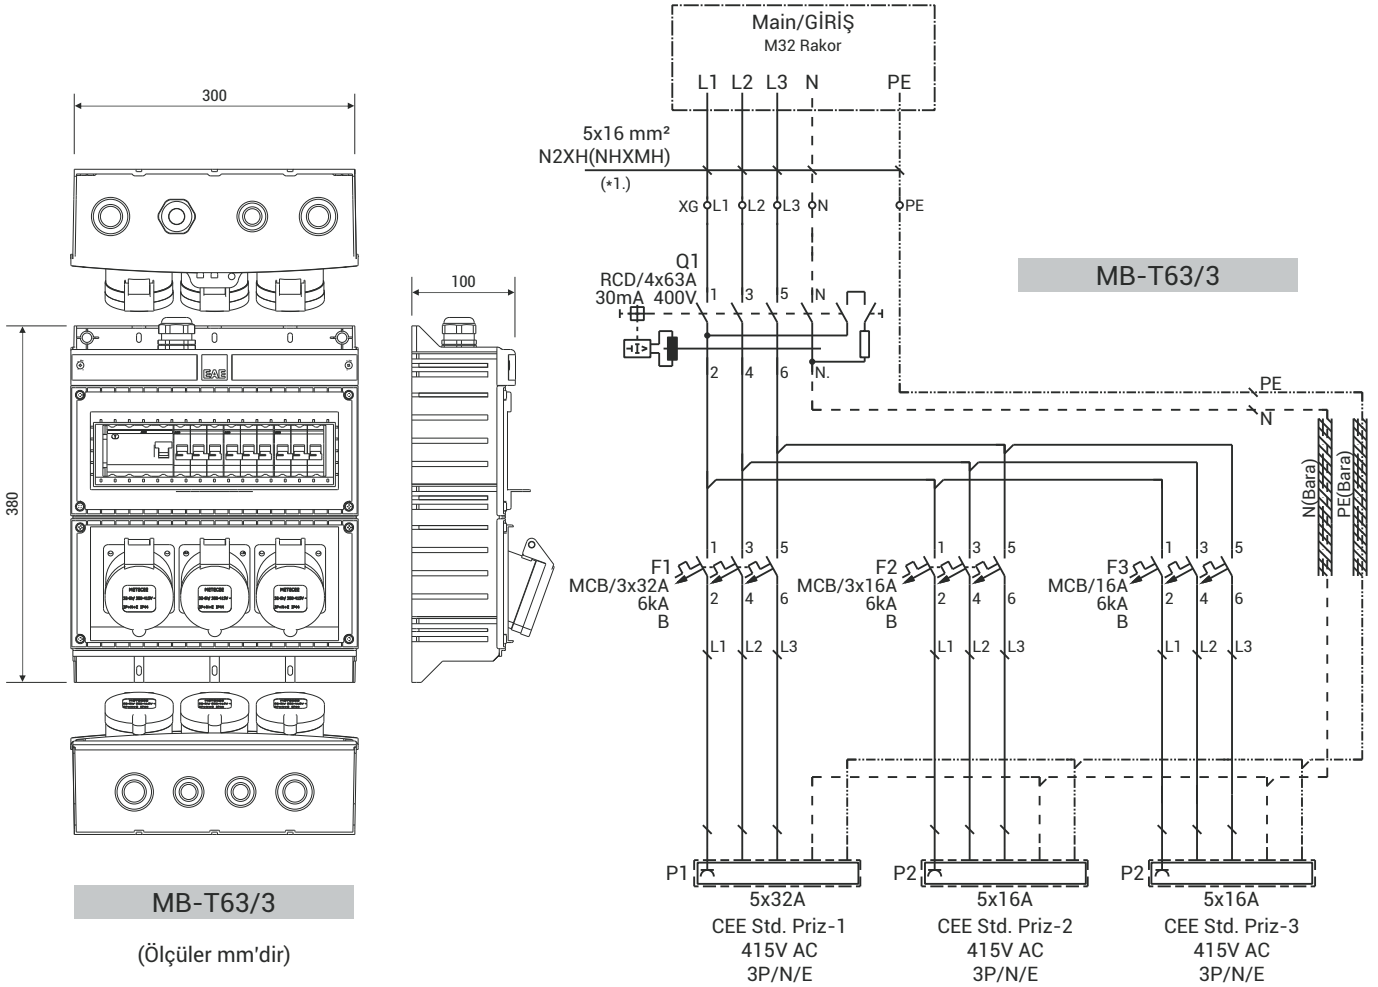 300
380
100
EAE
METECEE
METECEE
METECEE
MB-T63/3
(Ölçüler mm'dir)
Main/GİRİŞ
M32 Rakor
L1 L2 L3 N PE
5x16 mm²
N2XH(NHXMH)
(*1.)
XG L1 L2 L3 N PE
MB-T63/3
Q1
RCD/4x63A
30mA 400V
1 3 5 N
I>
2 4 6 N.
PE
N
N(Bara)
PE(Bara)
1 3 5
F1
MCB/3x32A
6kA
B
2 4 6
L1 L2 L3
1 3 5
F2
MCB/3x16A
6kA
B
2 4 6
L1 L2 L3
1 3 5
F3
MCB/16A
6kA
B
2 4 6
L1 L2 L3
P1
5x32A
CEE Std. Priz-1
415V AC
3P/N/E
P2
5x16A
CEE Std. Priz-2
415V AC
3P/N/E
P2
5x16A
CEE Std. Priz-3
415V AC
3P/N/E